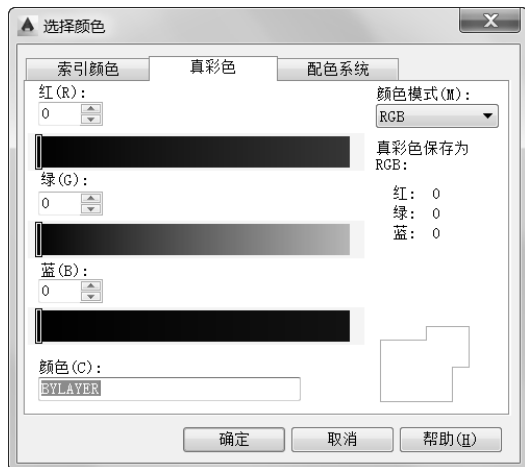 选择颜色
索引颜色 真彩色 配色系统
红(R):
0
绿(G):
0
蓝(B):
0
颜色(C):
BYLAYER
颜色模式(M):
RGB
真彩色保存为
RGB:
红: 0
绿: 0
蓝: 0
确定 取消 帮助(H)